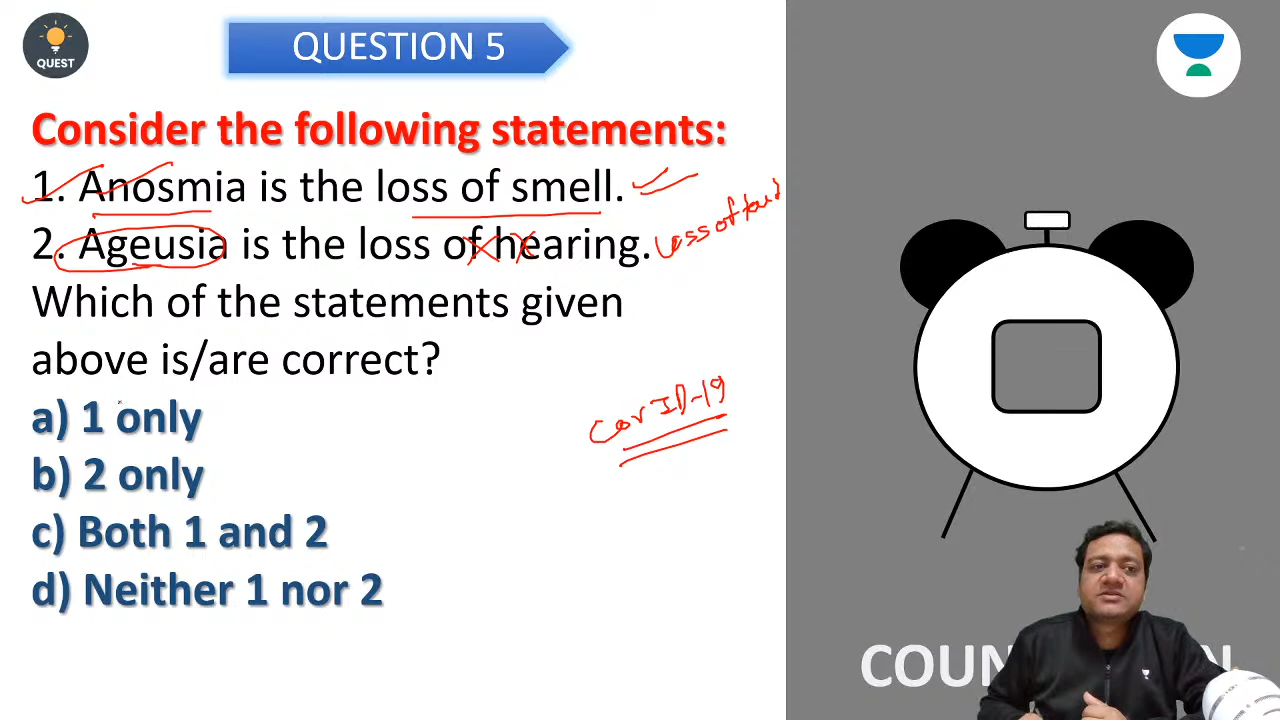 QUEST
QUESTION 5
Consider the following statements:
1. Anosmia is the loss of smell.
2. Ageusia is the loss of hearing.
Loss of
Which of the statements given
above is/are correct?
COVID-19
a) 1 only
b) 2 only
c) Both 1 and 2
d) Neither 1 nor 2
COUN
N